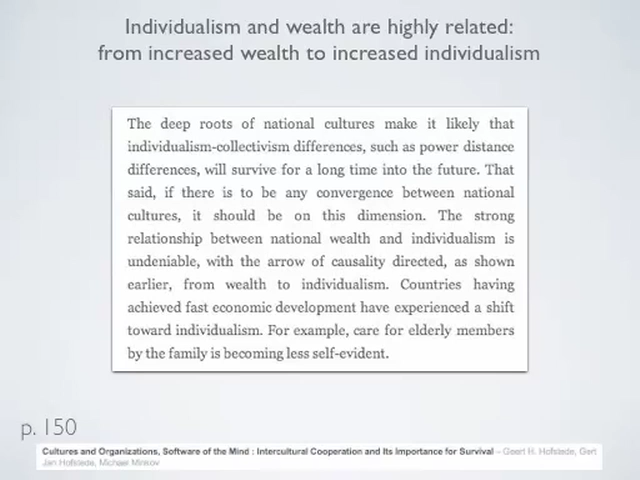 Individualism and wealth are highly related:
from increased wealth to increased individualism
The deep roots of national cultures make it likely that
individualism-collectivism differences, such as power distance
differences, will survive for a long time into the future. That
said, if there is to be any convergence between national
cultures, it should be on this dimension. The strong
relationship between national wealth and individualism is
undeniable, with the arrow of causality directed, as shown
earlier, from wealth to individualism. Countries having
achieved fast economic development have experienced a shift
toward individualism. For example, care for elderly members
by the family is becoming less self-evident.
p. 150
Cultures and Organizations, Software of the Mind : Intercultural Cooperation and Its Importance for Survival – Geert H. Hofstede, Gert
Jan Hofstede, Michael Minkov